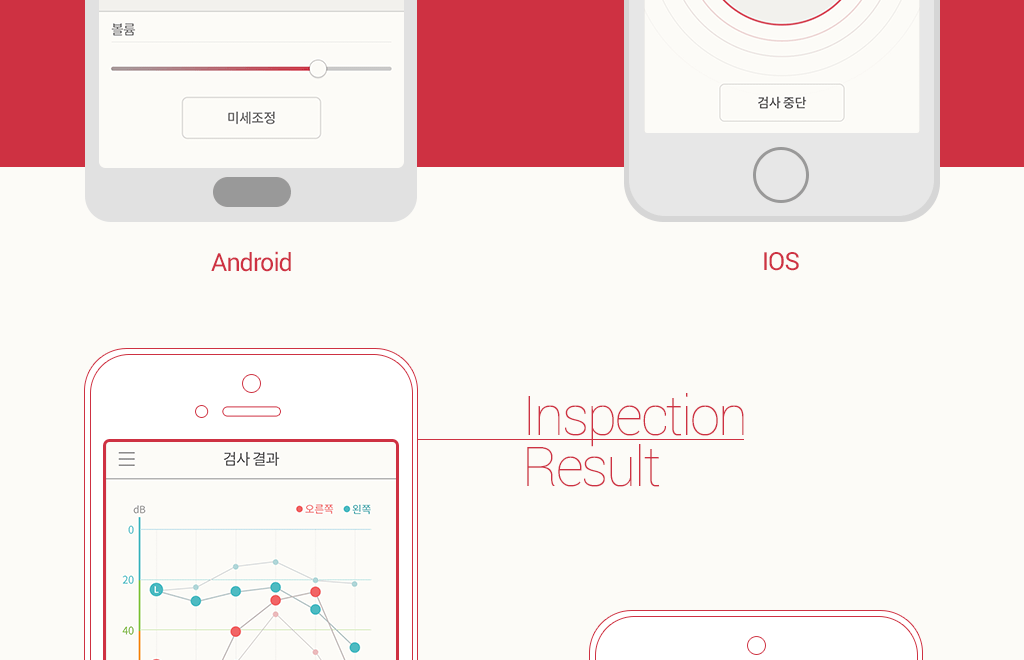 볼륨
미세조정
검사 중단
Android
IOS
Inspection
Result
검사 결과
dB
오른쪽
왼쪽
0
20
L
40